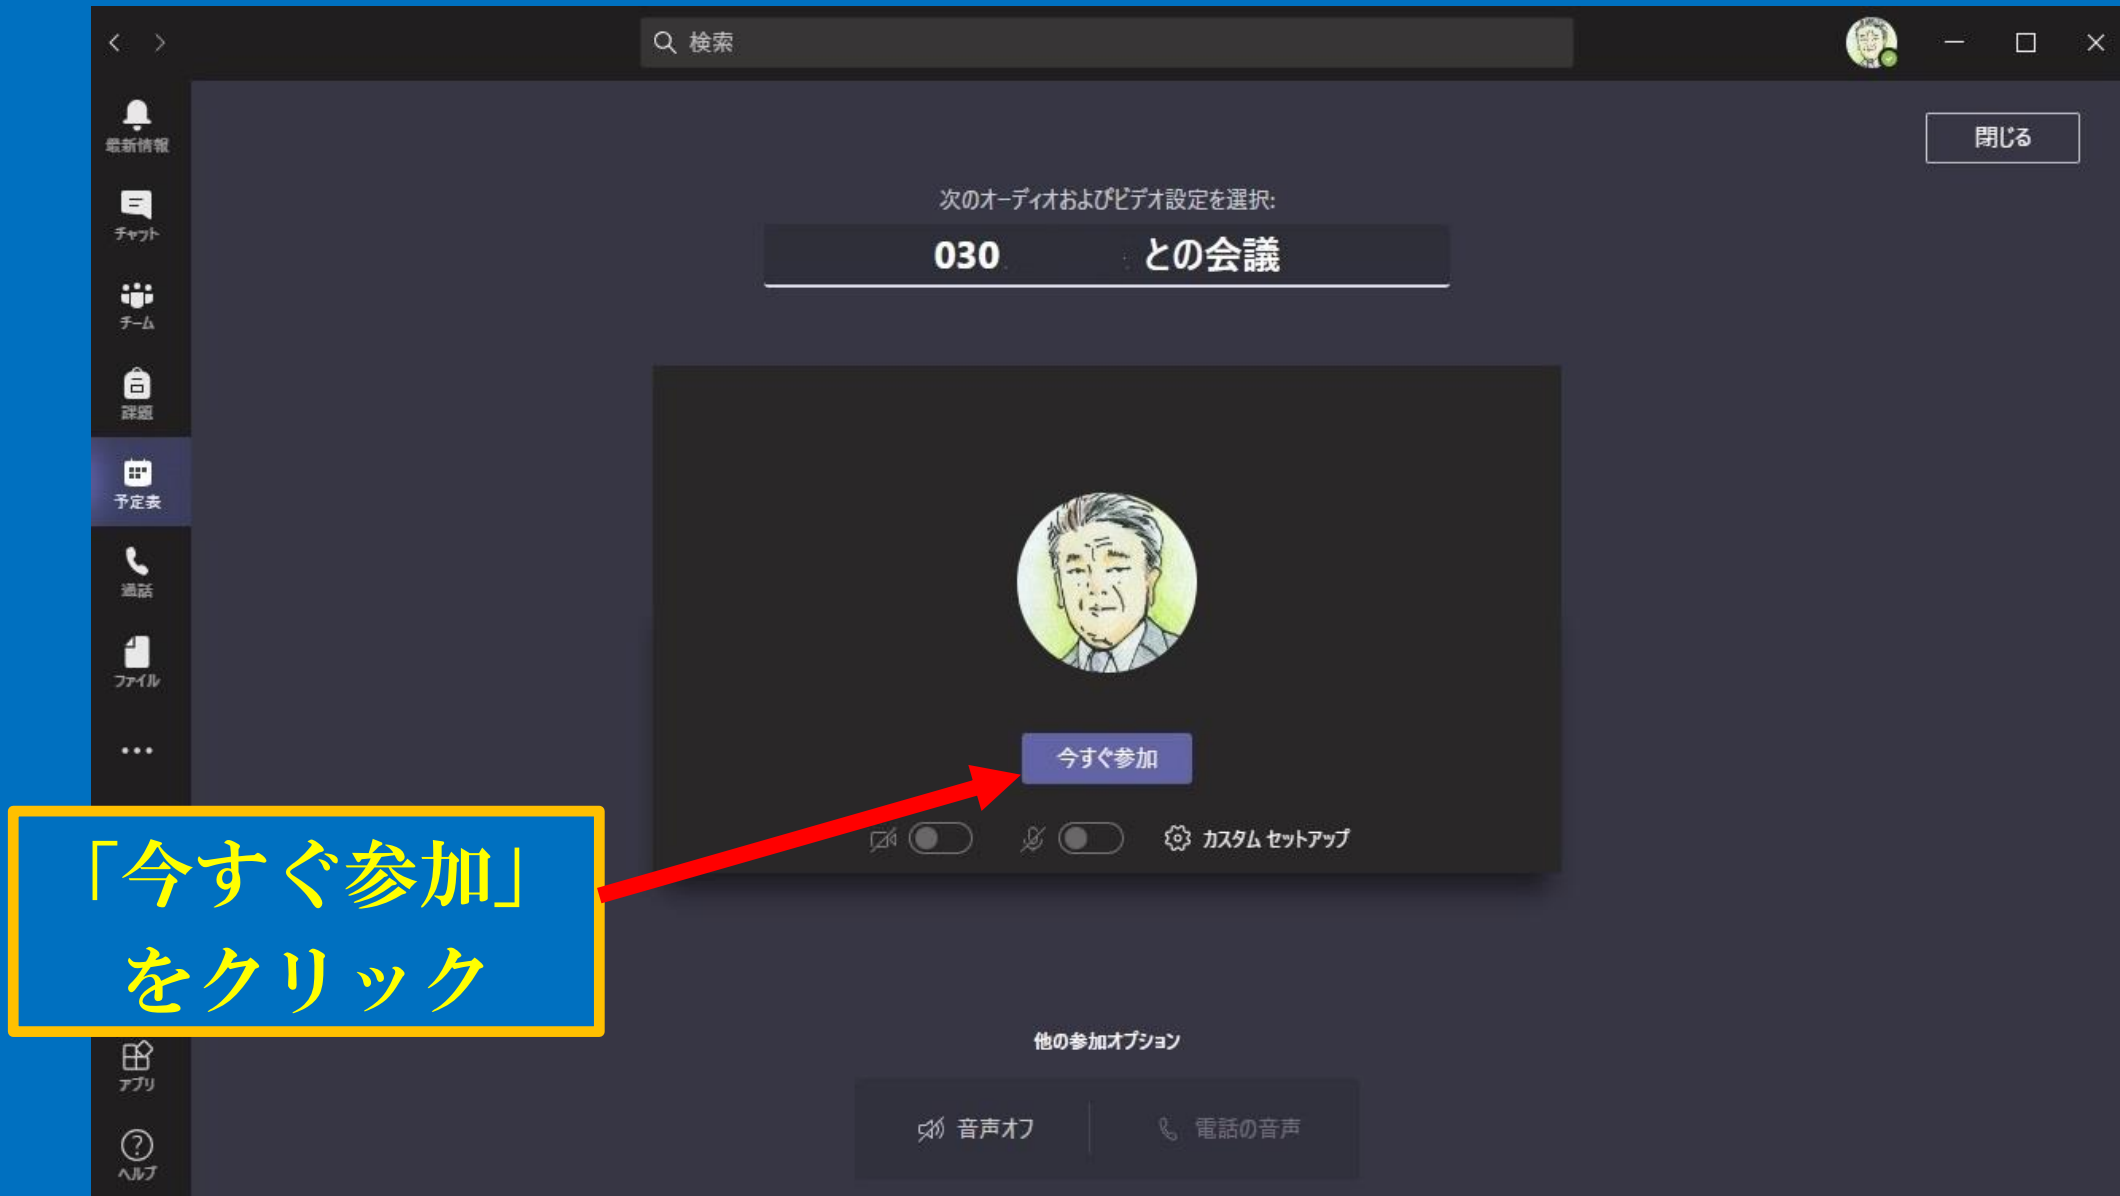 検索
最新情報
チャット
チーム
課題
予定表
通話
ファイル
アプリ
ヘルプ
閉じる
次のオーディオおよびビデオ設定を選択:
030 との会議
今すぐ参加
カスタム セットアップ
「今すぐ参加」
をクリック
他の参加オプション
音声オフ
電話の音声